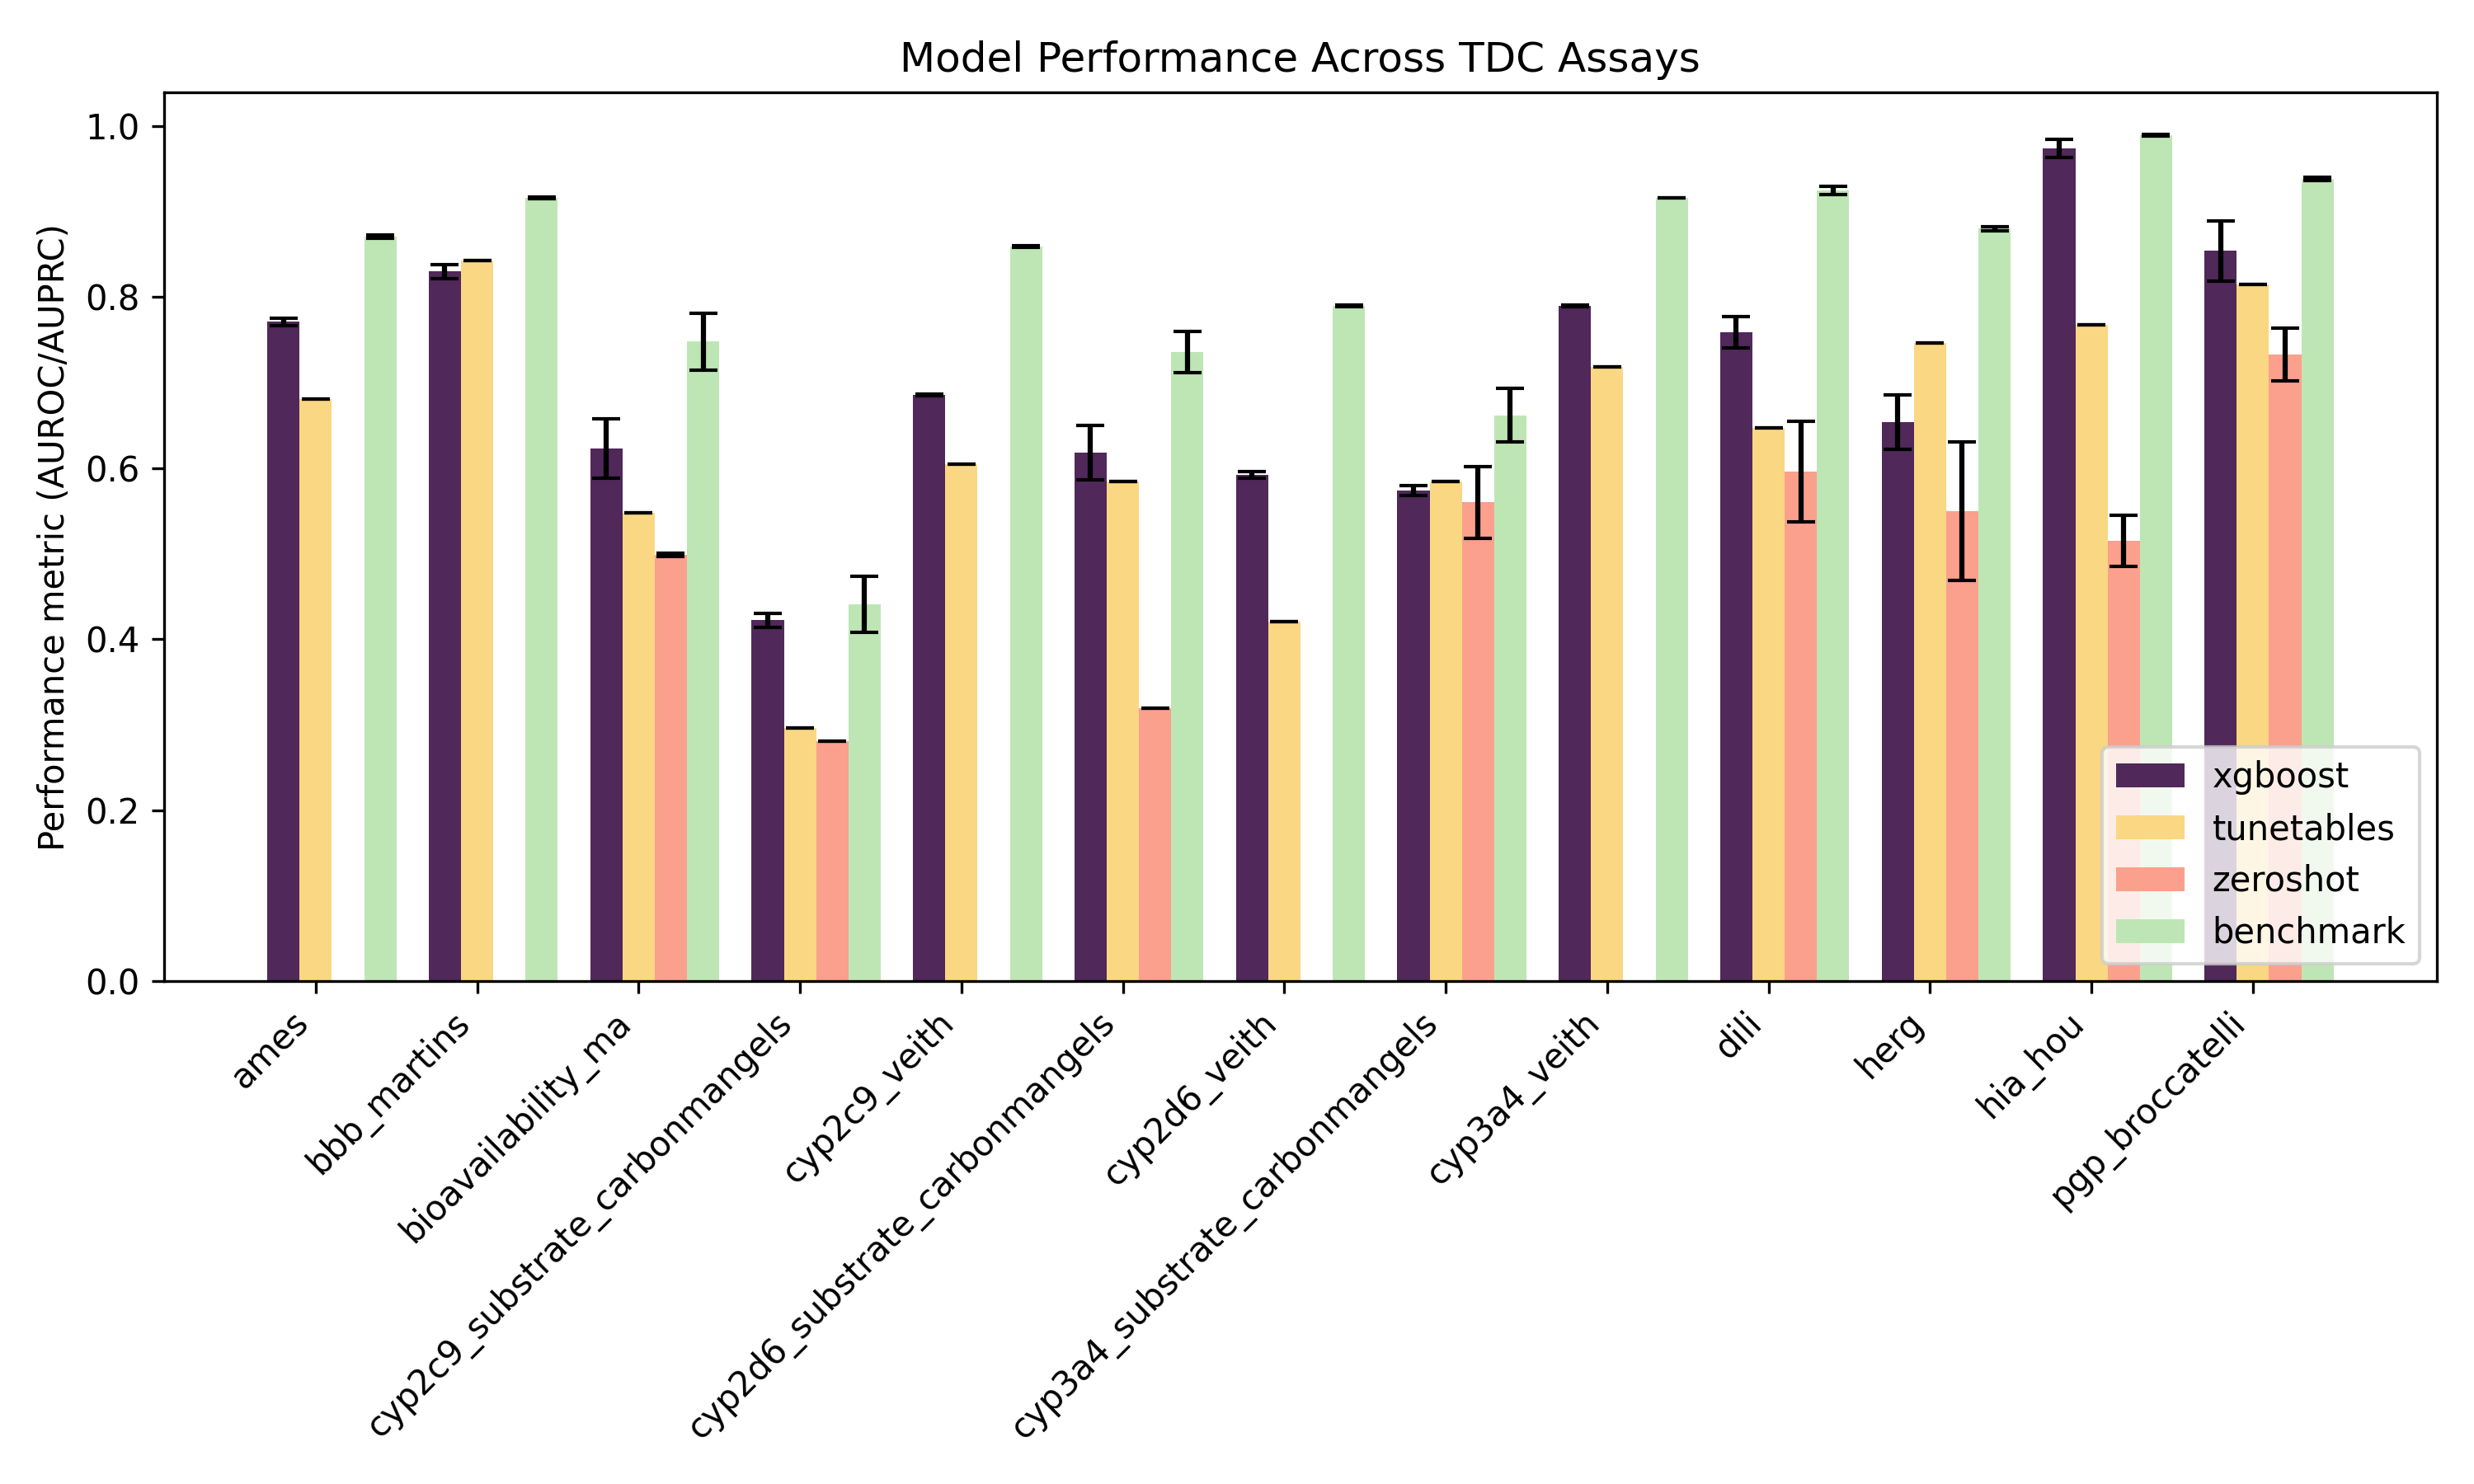 Model Performance Across TDC Assays
Performance metric (AUROC/AUPRC)
1.0
0.8
0.6
0.4
0.2
0.0
ames
bbb_martins
bioavailability_ma
cyp2c9_substrate_carbonmangels
cyp2c9_veith
cyp2d6_substrate_carbonmangels
cyp2d6_veith
cyp3a4_substrate_carbonmangels
cyp3a4_veith
dili
herg
hia_hou
pgp_broccatelli
xgboost
tunetables
zeroshot
benchmark